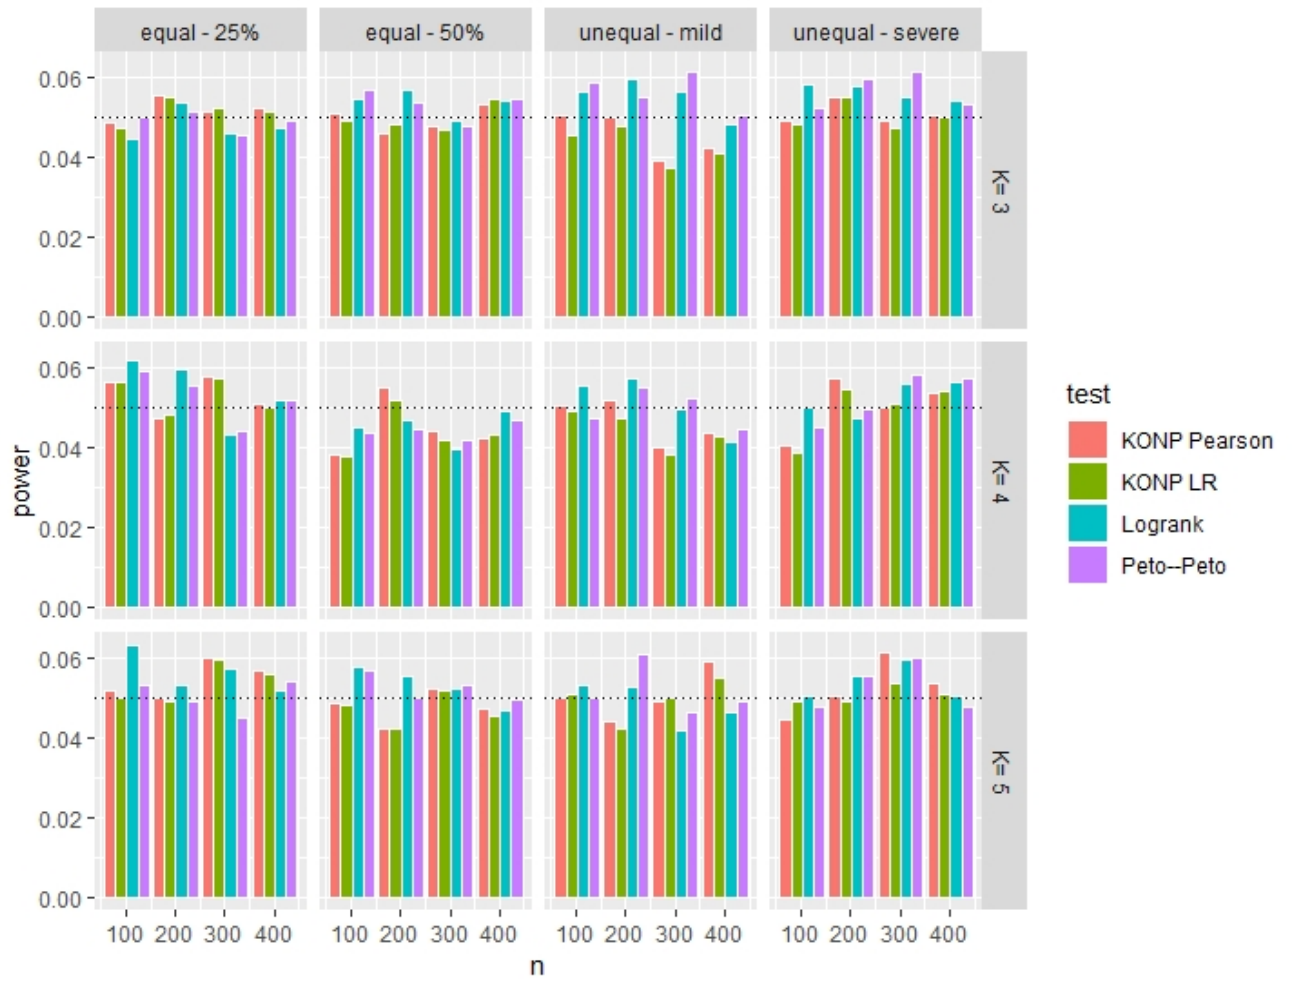 equal - 25% equal - 50% unequal - mild unequal - severe
0.06
0.04
0.02
0.00
K= 3
0.06
0.04
0.02
0.00
K= 4
0.06
0.04
0.02
0.00
K= 5
power
100 200 300 400 100 200 300 400 100 200 300 400 100 200 300 400
n
test
KONP Pearson
KONP LR
Logrank
Peto--Peto